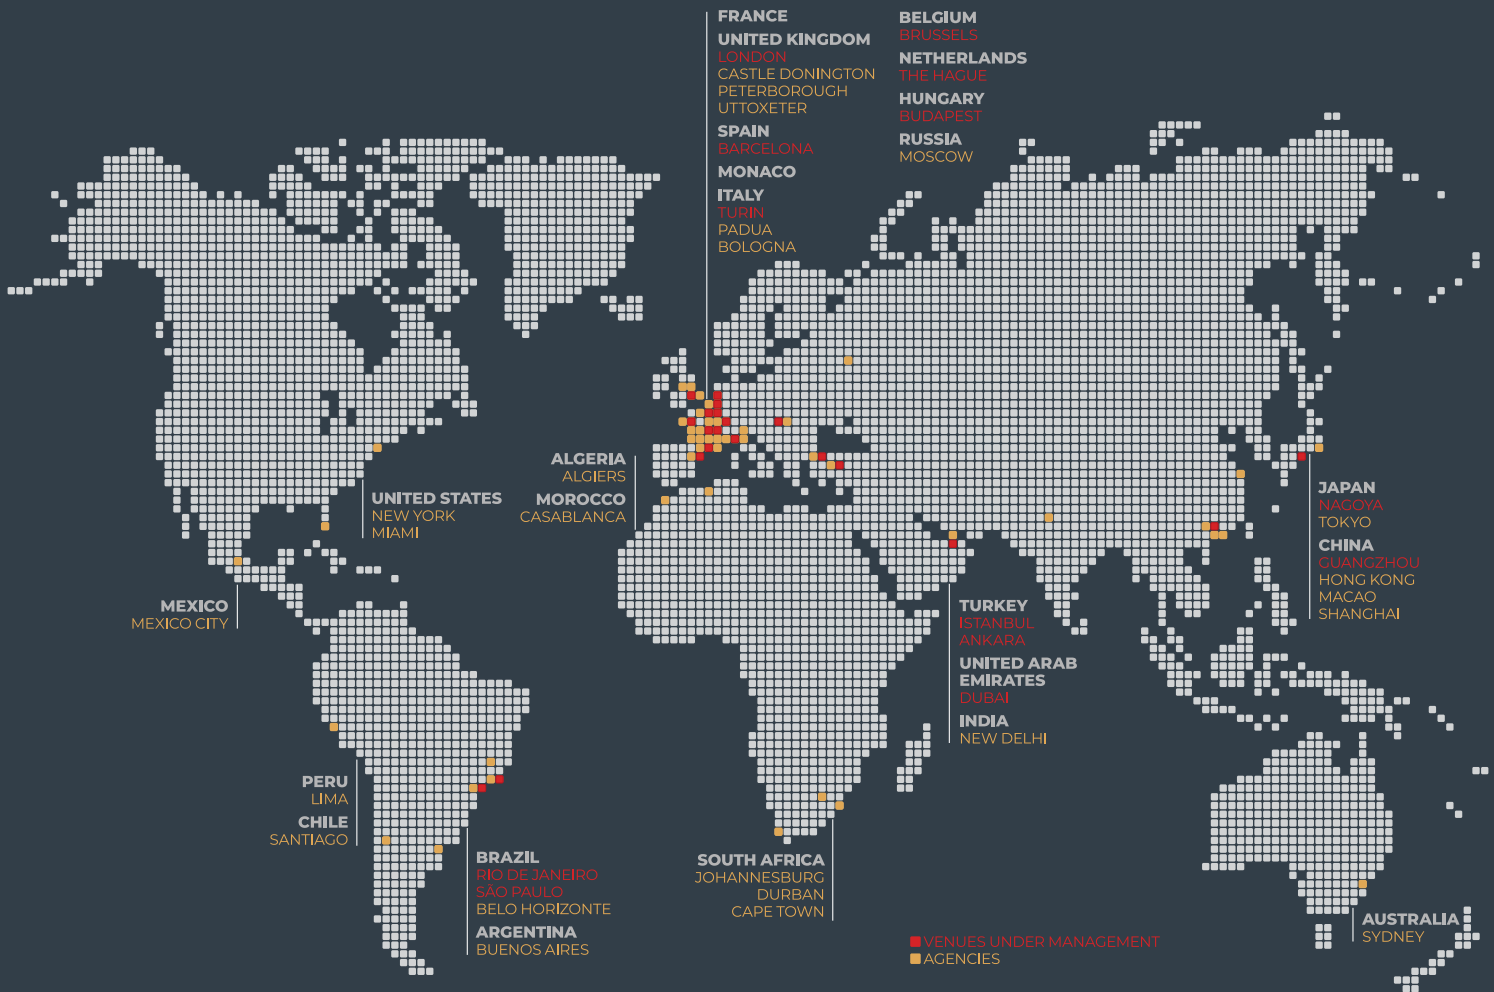 FRANCE
UNITED KINGDOM
LONDON
CASTLE DONINGTON
PETERBOROUGH
UTTOXETER
SPAIN
BARCELONA
MONACO
ITALY
TURIN
PADUA
BOLOGNA
BELGIUM
BRUSSELS
NETHERLANDS
THE HAGUE
HUNGARY
BUDAPEST
RUSSIA
MOSCOW
ALGERIA
ALGIERS
MOROCCO
CASABLANCA
UNITED STATES
NEW YORK
MIAMI
MEXICO
MEXICO CITY
JAPAN
NAGOYA
TOKYO
CHINA
GUANGZHOU
HONG KONG
MACAO
SHANGHAI
TURKEY
ISTANBUL
ANKARA
UNITED ARAB
EMIRATES
DUBAI
INDIA
NEW DELHI
PERU
LIMA
CHILE
SANTIAGO
BRAZIL
RIO DE JANEIRO
SÃO PAULO
BELO HORIZONTE
ARGENTINA
BUENOS AIRES
SOUTH AFRICA
JOHANNESBURG
DURBAN
CAPE TOWN
AUSTRALIA
SYDNEY
VENUES UNDER MANAGEMENT
AGENCIES